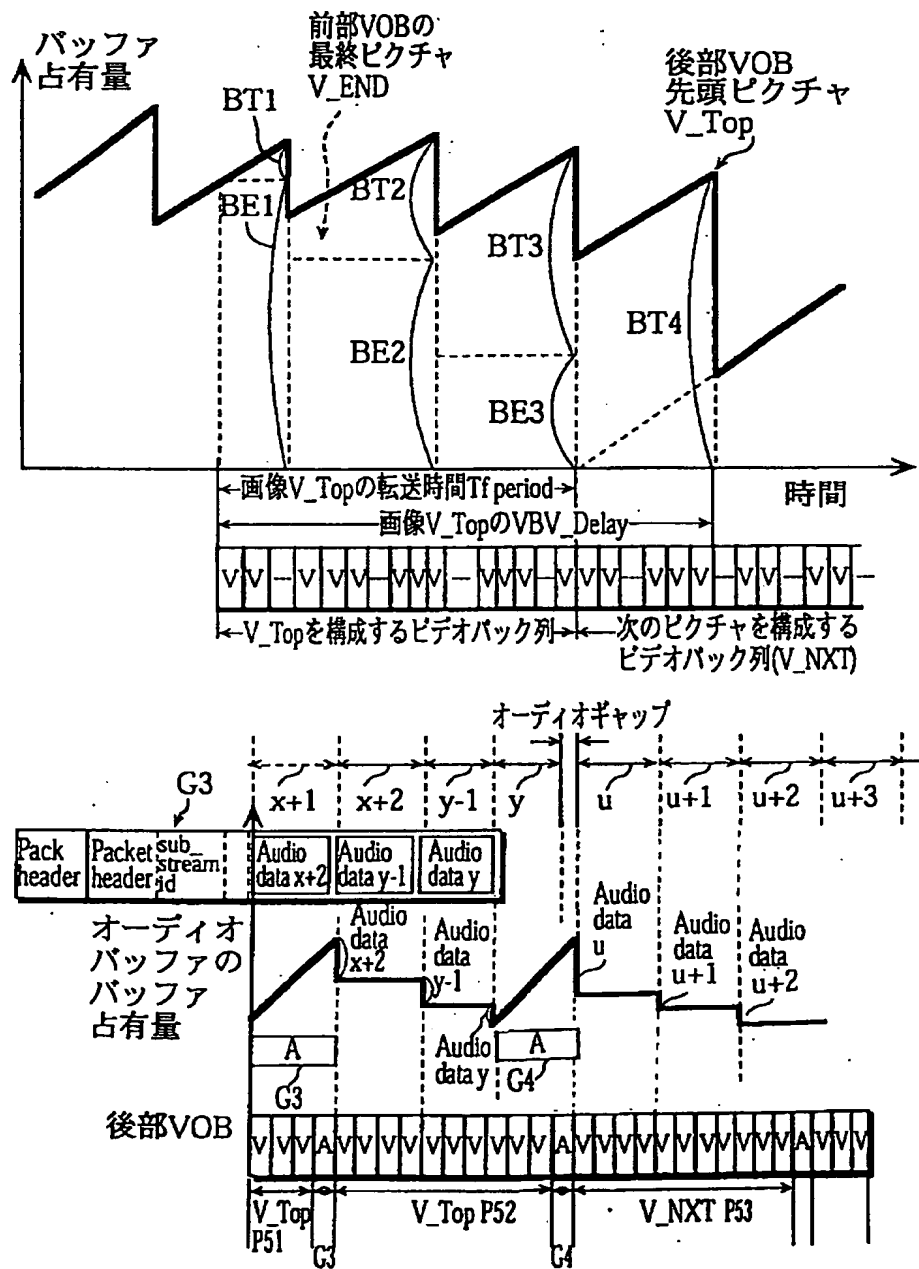 バッファ
占有量
前部VOBの
最終ピクチャ
V_END
後部VOB
先頭ピクチャ
V_Top
BT1
BE1
BT2
BE2
BT3
BE3
BT4
画像V_Topの転送時間Tf period
時間
画像V_TopのVBV_Delay
V V — V V — V V V — V V V — V V V — V V V — V V — V V —
V_Topを構成するビデオパック列
次のピクチャを構成する
ビデオパック列(V_NXT)
オーディオギャップ
x+1 x+2 y-1 y u u+1 u+2 u+3
G3
Pack
header
Packet
header
sub_
stream
id
Audio
data x+2
Audio
data y-1
Audio
data y
オーディオ
バッファの
バッファ
占有量
Audio
data
x+2
Audio
data
y-1
Audio
data y
Audio
data
u
Audio
data
u+1
Audio
data
u+2
A
G3
A
G4
後部VOB
V V V A V V V V V V V V V A V V V V V V V V V V A V V V
V_Top
P51
G3
V_Top P52
G4
V_NXT P53